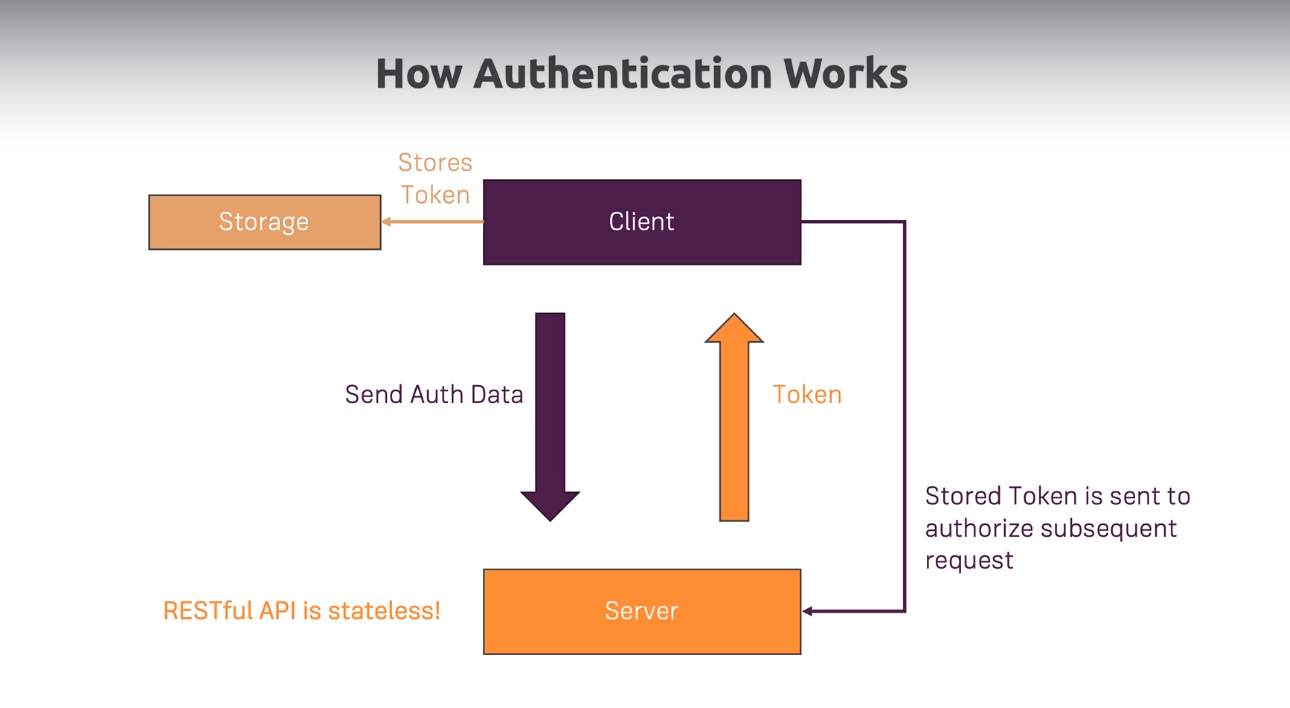 How Authentication Works
Stores
Token
Storage
Client
Send Auth Data
Token
Stored Token is sent to
authorize subsequent
request
RESTful API is stateless!
Server